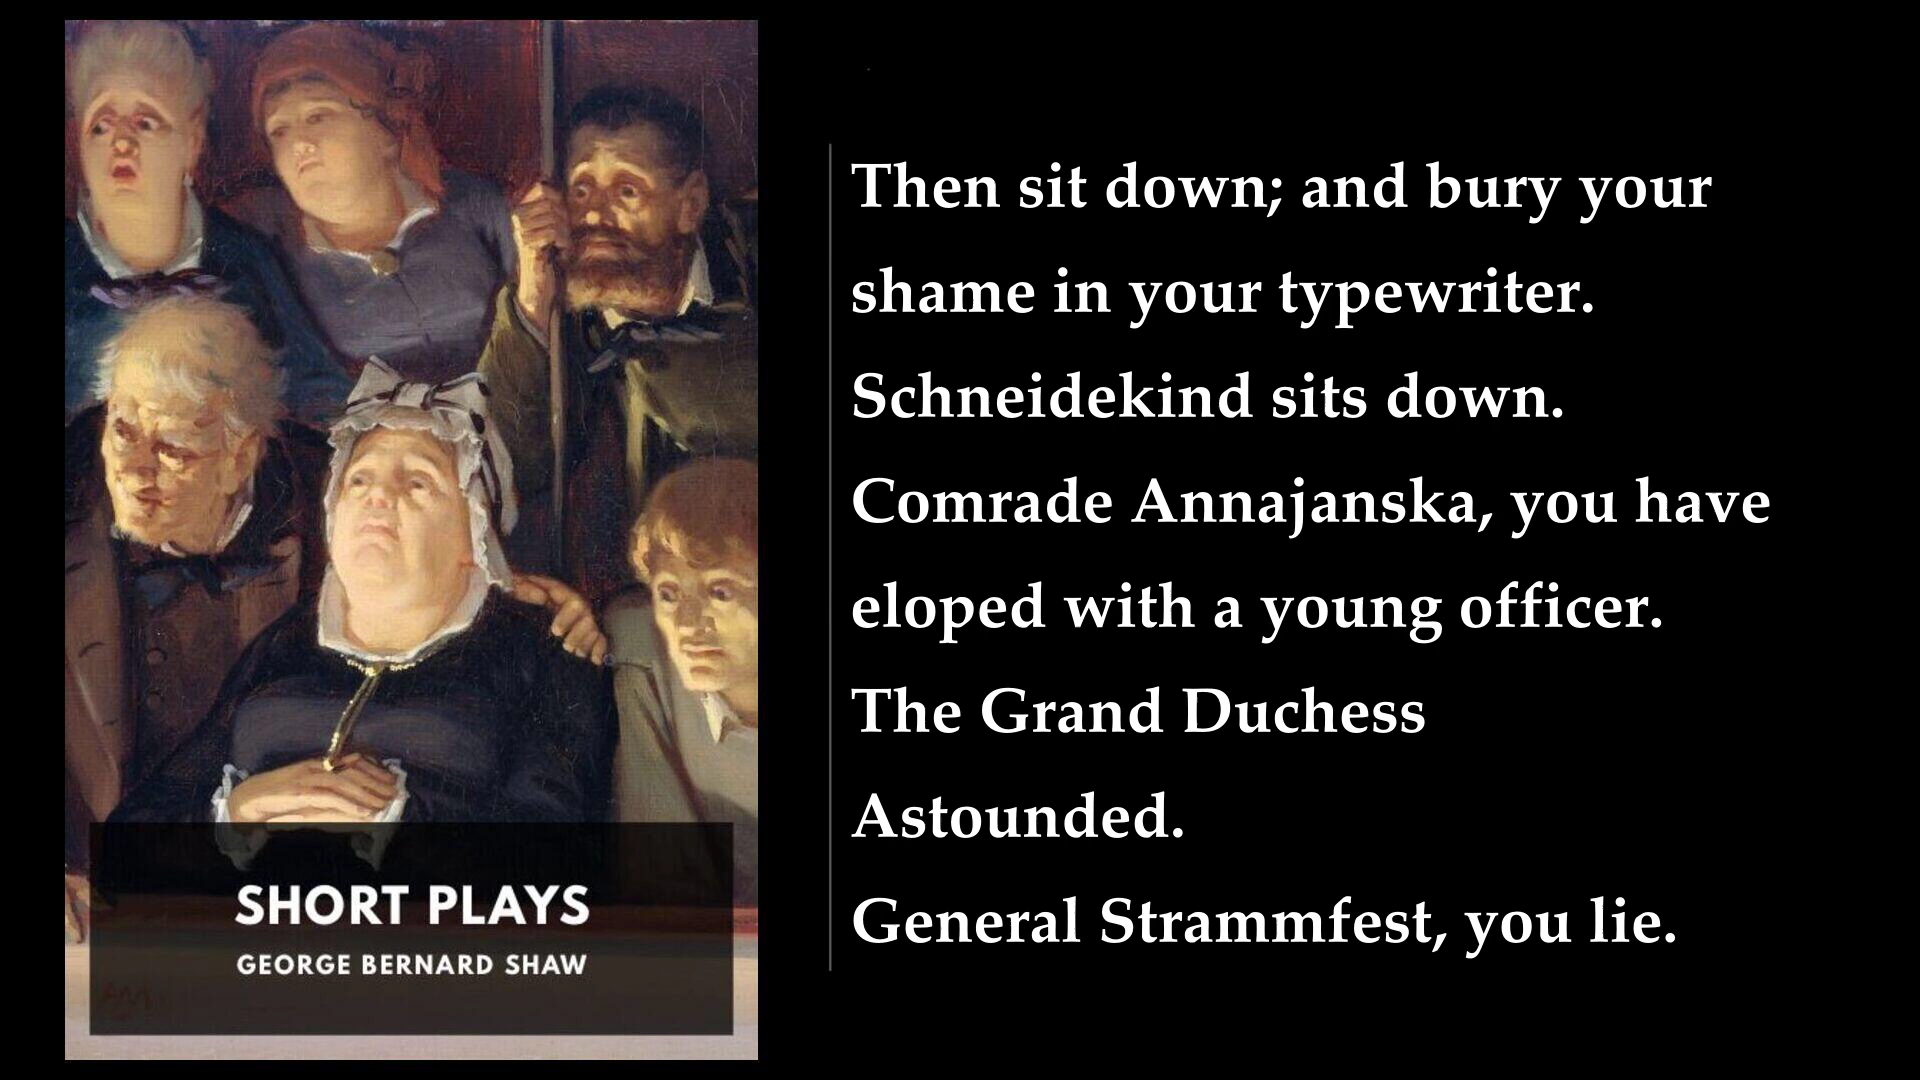 Then sit down; and bury your
shame in your typewriter.
Schneidekind sits down.
Comrade Annajanska, you have
eloped with a young officer.
The Grand Duchess
Astounded.
General Strammfest, you lie.
SHORT PLAYS
GEORGE BERNARD SHAW